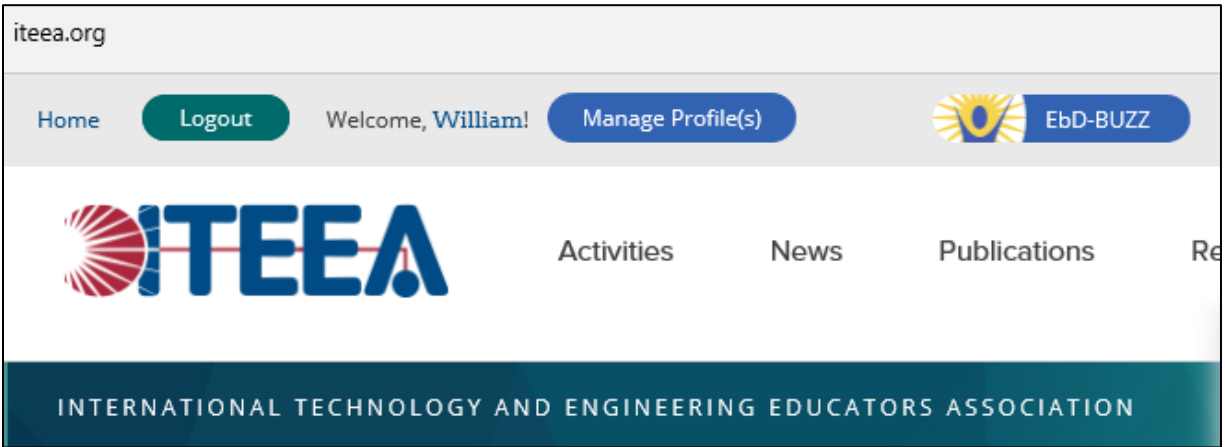 iteea.org
Home Logout Welcome, William! Manage Profile(s) EbD-BUZZ
ITEEA Activities News Publications Re
INTERNATIONAL TECHNOLOGY AND ENGINEERING EDUCATORS ASSOCIATION